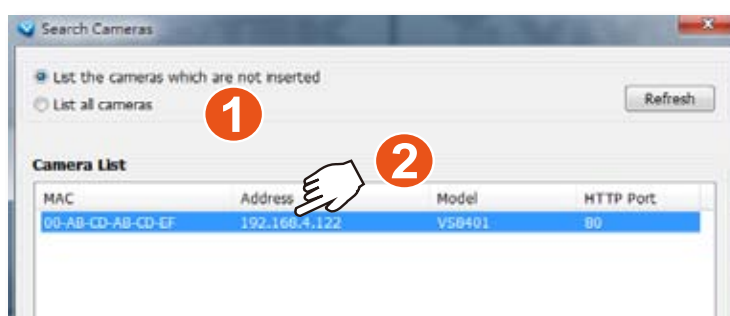 Search Cameras
List the cameras which are not inserted
List all cameras
Refresh
1
2
Camera List
MAC Address Model HTTP Port
00-AB-CD-AB-CD-EF 192.168.4.122 VS8401 80